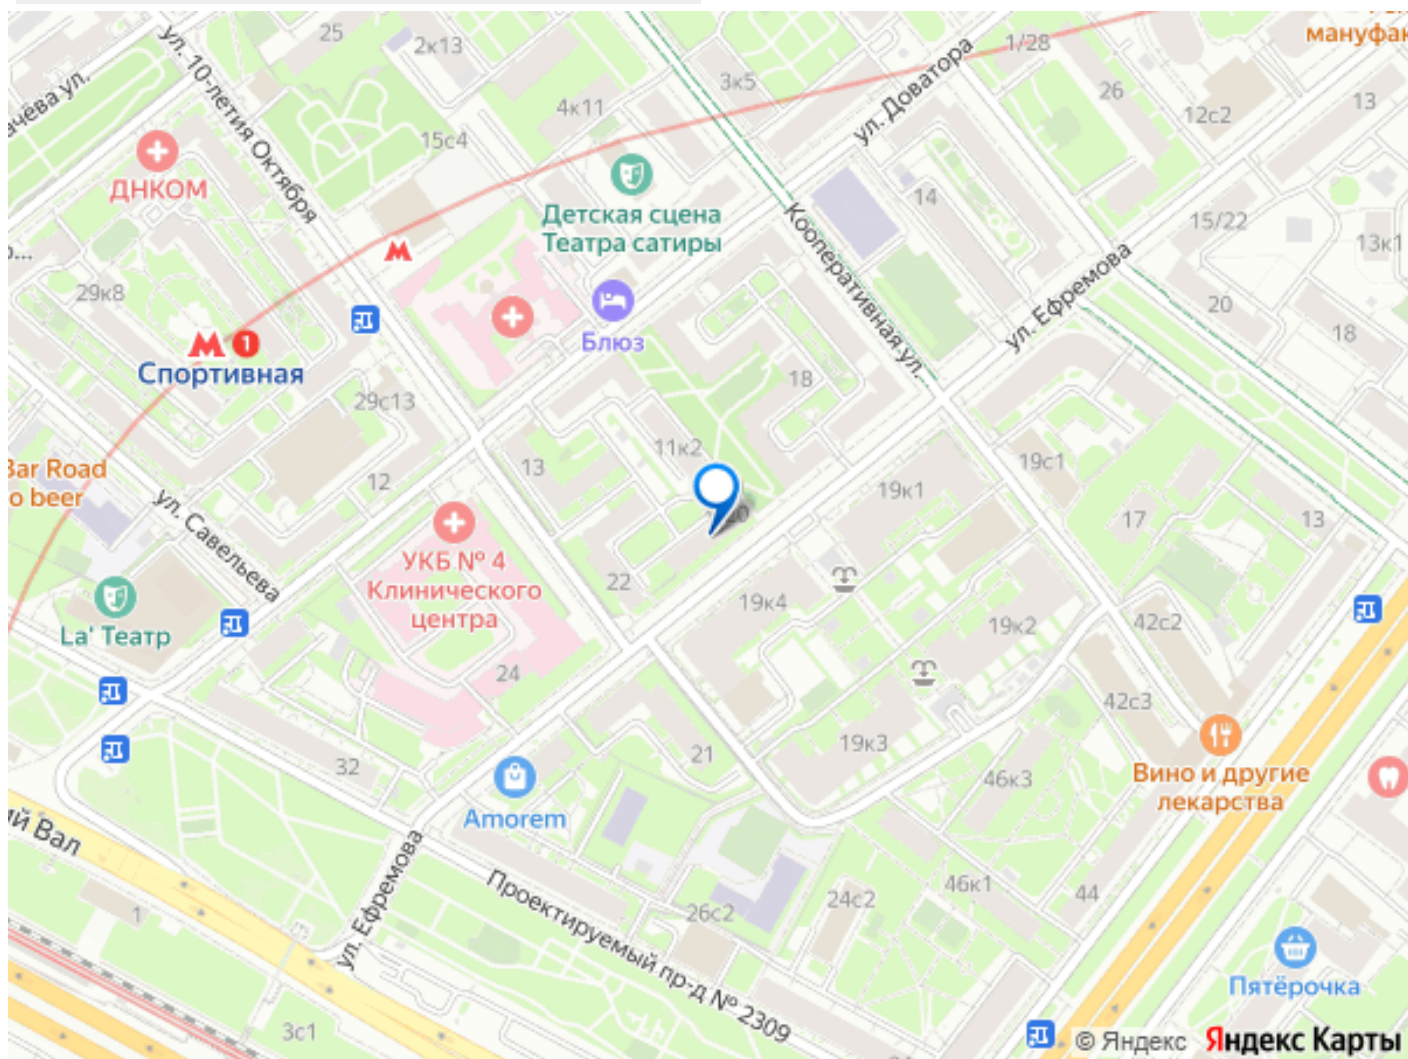 25
2к13
1/28
мануфак
ул. 10-летия Октября
3к5
ул. Доватора
26
13
12с2
4к11
15с4
ачёва ул.
ДНКОМ
Детская сцена
Театра сатиры
14
Кооперативная ул.
15/22
13к1
29к8
ул. Ефремова
20
18
Блюз
1
Спортивная
18
29с13
11к2
13
12
19с1
19к1
Bar Road
o beer
17
13
ул. Савельева
УКБ № 4
Клинического
центра
22
19к4
19к2
42с2
La' Театр
24
42с3
19к3
21
32
46к3
Вино и другие
лекарства
Amorem
ий Вал
ул. Ефремова
Проектируемый пр-д № 2309
46к1
44
24с2
26с2
1
Пятёрочка
3с1
© Яндекс Яндекс Карты